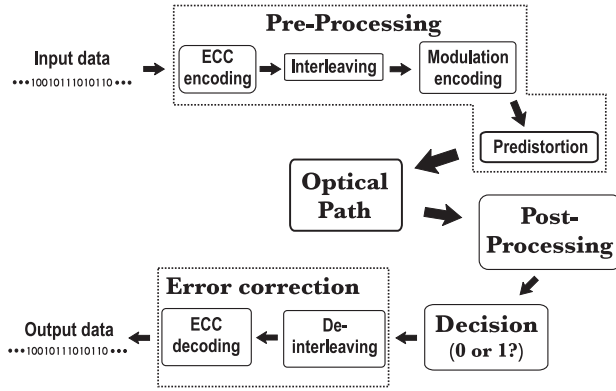 Pre-Processing
Input data
•••10010111010110•••
ECC
encoding
Interleaving
Modulation
encoding
Predistortion
Optical
Path
Post-
Processing
Error correction
Decision
(0 or 1?)
De-
interleaving
ECC
decoding
Output data
•••10010111010110•••